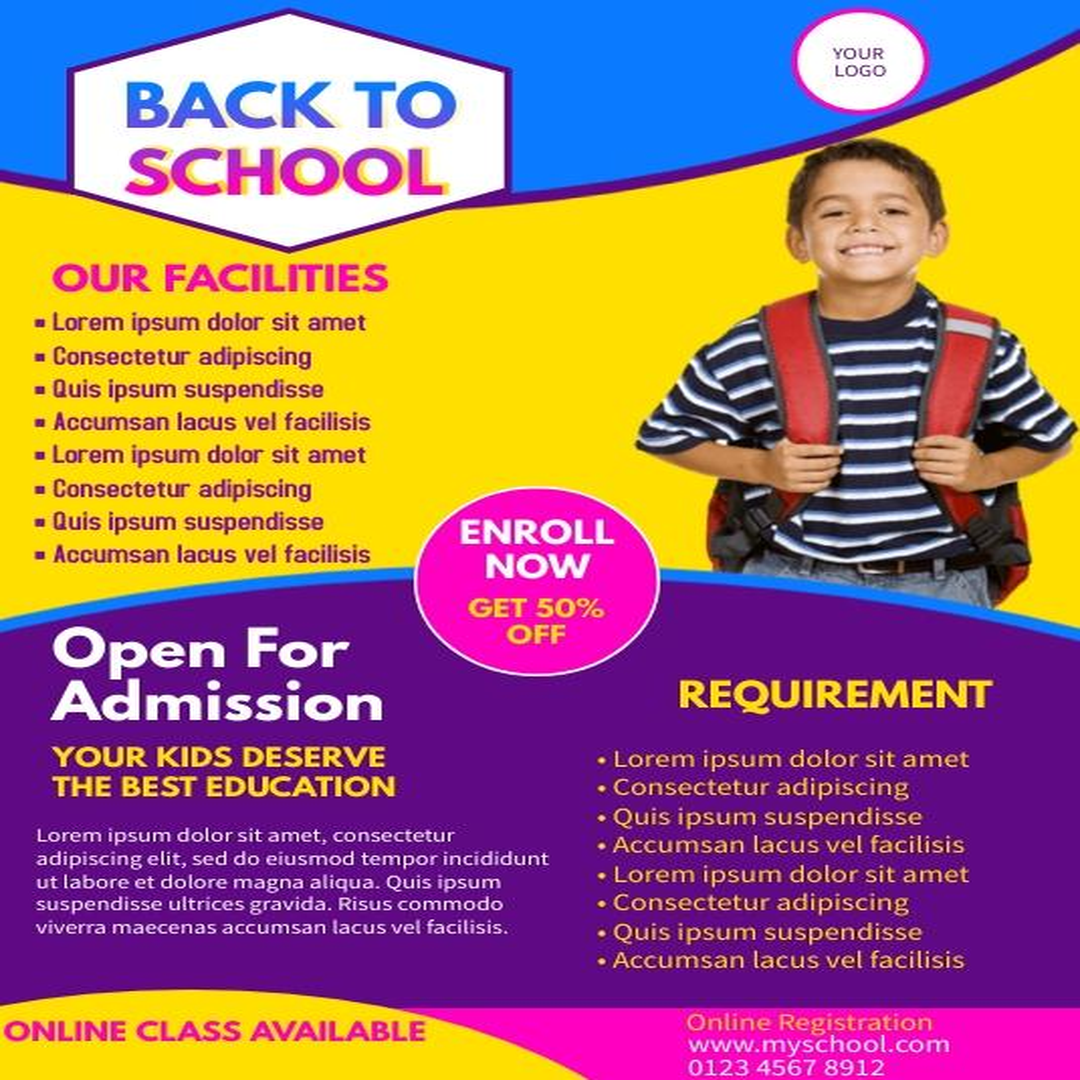 BACK TO
SCHOOL
YOUR
LOGO
OUR FACILITIES
▪ Lorem ipsum dolor sit amet
▪ Consectetur adipiscing
▪ Quis ipsum suspendisse
▪ Accumsan lacus vel facilisis
▪ Lorem ipsum dolor sit amet
▪ Consectetur adipiscing
▪ Quis ipsum suspendisse
▪ Accumsan lacus vel facilisis
ENROLL
NOW
GET 50%
OFF
Open For
Admission
YOUR KIDS DESERVE
THE BEST EDUCATION
Lorem ipsum dolor sit amet, consectetur
adipiscing elit, sed do eiusmod tempor incididunt
ut labore et dolore magna aliqua. Quis ipsum
suspendisse ultrices gravida. Risus commodo
viverra maecenas accumsan lacus vel facilisis.
REQUIREMENT
• Lorem ipsum dolor sit amet
• Consectetur adipiscing
• Quis ipsum suspendisse
• Accumsan lacus vel facilisis
• Lorem ipsum dolor sit amet
• Consectetur adipiscing
• Quis ipsum suspendisse
• Accumsan lacus vel facilisis
ONLINE CLASS AVAILABLE
Online Registration
www.myschool.com
0123 4567 8912